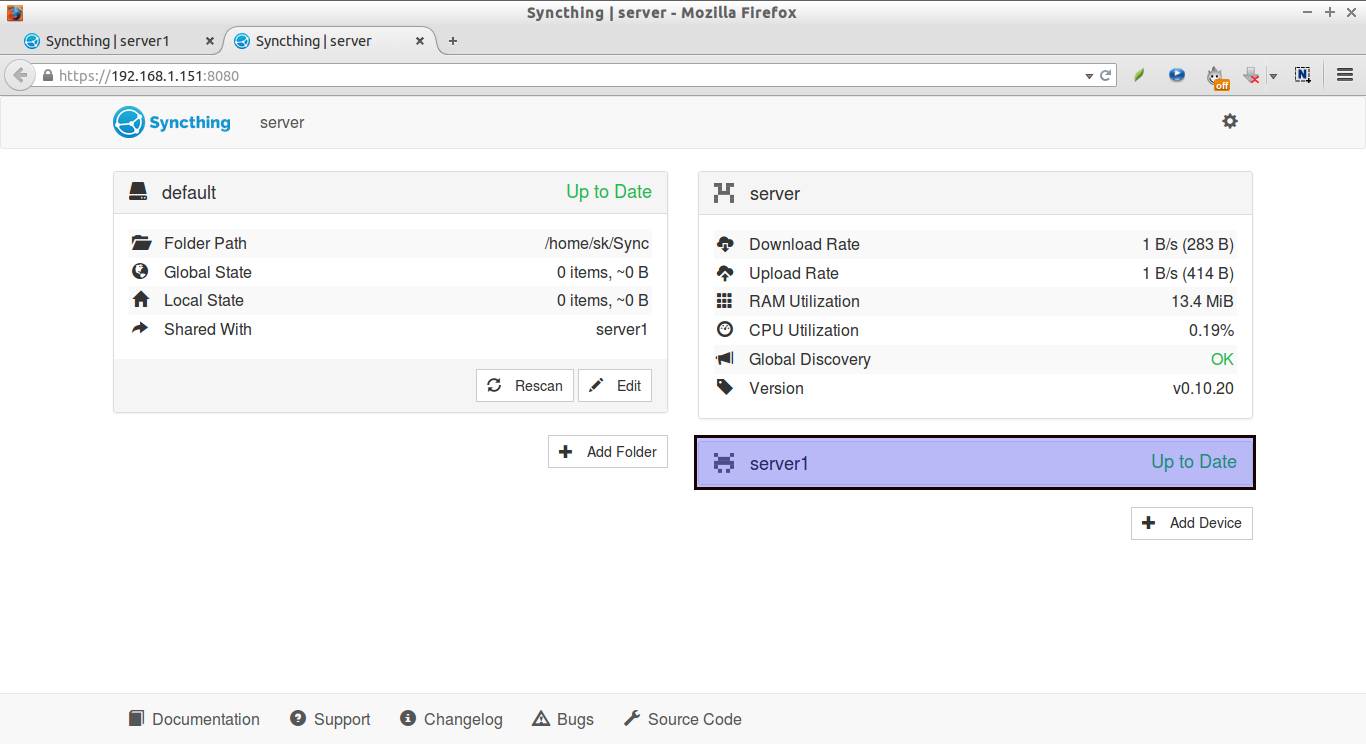 Syncthing | server - Mozilla Firefox
Syncthing | server1
Syncthing | server
https://192.168.1.151:8080
off
N
Syncthing server
default Up to Date
Folder Path /home/sk/Sync
Global State 0 items, ~0 B
Local State 0 items, ~0 B
Shared With server1
Rescan Edit
Add Folder
server
Download Rate 1 B/s (283 B)
Upload Rate 1 B/s (414 B)
RAM Utilization 13.4 MiB
CPU Utilization 0.19%
Global Discovery OK
Version v0.10.20
server1 Up to Date
Add Device
Documentation Support Changelog Bugs Source Code